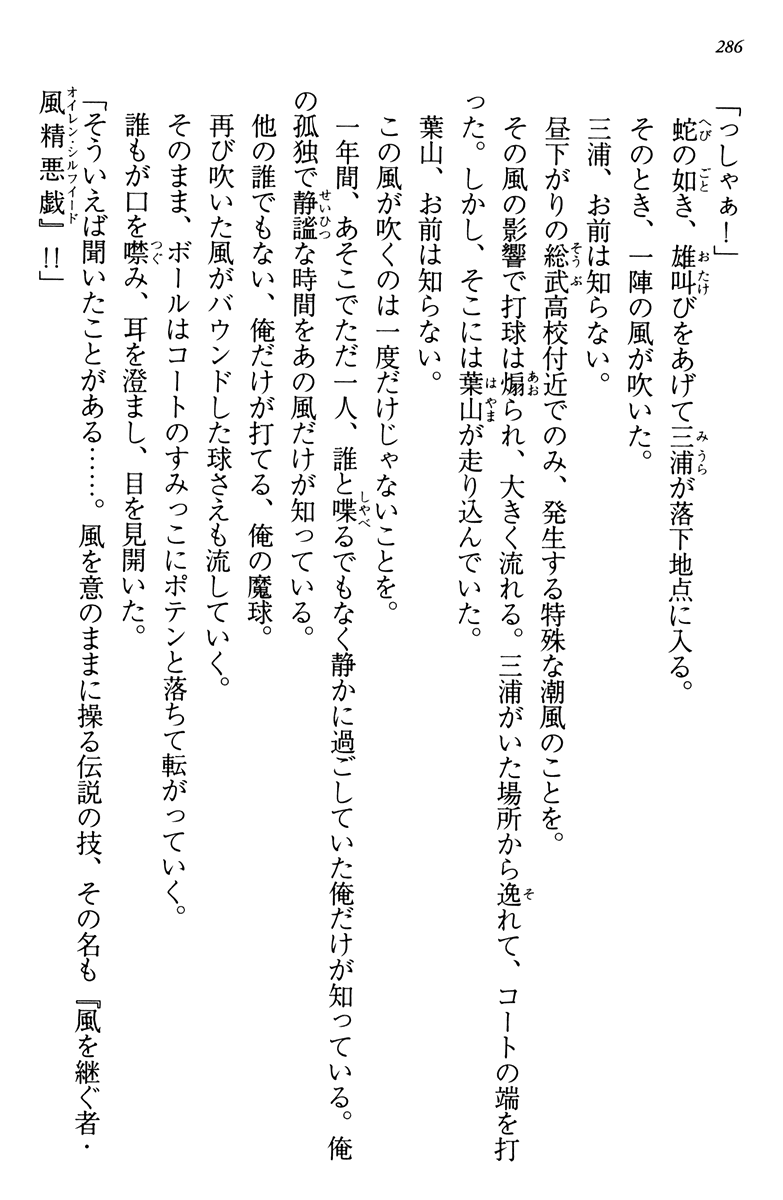 286
「っしゃぁ！」
蛇の如き、雄叫びをあげて三浦が落下地点に入る。
そのとき、一陣の風が吹いた。
三浦、お前は知らない。
昼下がりの総武高校付近でのみ、発生する特殊な潮風のことを。
その風の影響で打球は煽られ、大きく流れる。三浦がいた場所から逸れて、コートの端を打
った。しかし、そこには葉山が走り込んでいた。
葉山、お前は知らない。
この風が吹くのは一度だけじゃないことを。
一年間、あそこでただ一人、誰と喋るでもなく静かに過ごしていた俺だけが知っている。俺
の孤独で静謐な時間をあの風だけが知っている。
他の誰でもない、俺だけが打てる、俺の魔球。
再び吹いた風がバウンドした球さえも流していく。
そのまま、ボールはコートのすみっこにポテンと落ちて転がっていく。
誰もが口を噤み、耳を澄まし、目を見開いた。
「そういえば聞いたことがある……。風を意のままに操る伝説の技、その名も『風を継ぐ者・
風精悪戯』!!」